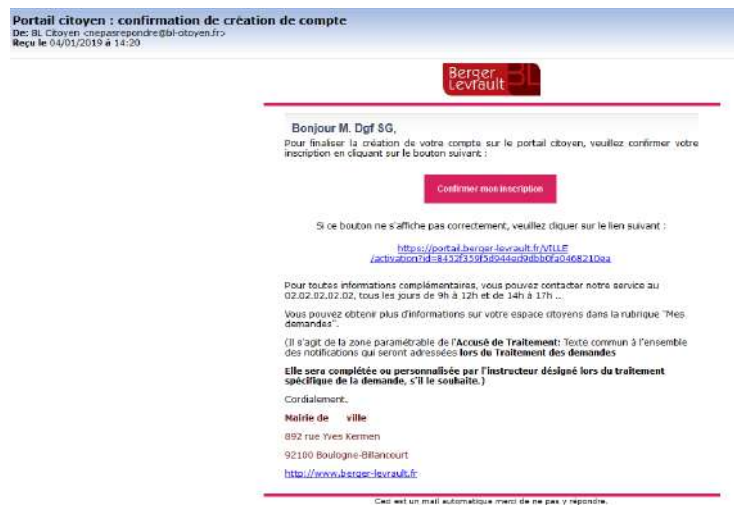 Portail citoyen : confirmation de création de compte
De: BL Citoyen <nepasrepondre@bl-citoyen.fr>
Reçu le 04/01/2019 à 14:20
Berger
Levrault BL
Bonjour M. Dgf SG,
Pour finaliser la création de votre compte sur le portail citoyen, veuillez confirmer votre
inscription en cliquant sur le bouton suivant :
Confirmer mon inscription
Si ce bouton ne s'affiche pas correctement, veuillez cliquer sur le lien suivant :
https://portail.berger-levrault.fr/VILLE
/activation?id=8452f359f5d944ed9dbb0fa0468210ea
Pour toutes informations complémentaires, vous pouvez contacter notre service au
02.02.02.02.02, tous les jours de 9h à 12h et de 14h à 17h ...
Vous pouvez obtenir plus d'informations sur votre espace citoyens dans la rubrique "Mes
demandes".
(Il s'agit de la zone paramétrable de l'Accusé de Traitement: Texte commun à l'ensemble
des notifications qui seront adressées lors du Traitement des demandes
Elle sera complétée ou personnalisée par l'instructeur désigné lors du traitement
spécifique de la demande, s'il le souhaite.)
Cordialement.
Mairie de ville
892 rue Yves Kermen
92100 Boulogne-Billancourt
http://www.berger-levrault.fr
Ceci est un mail automatique merci de ne pas y répondre.